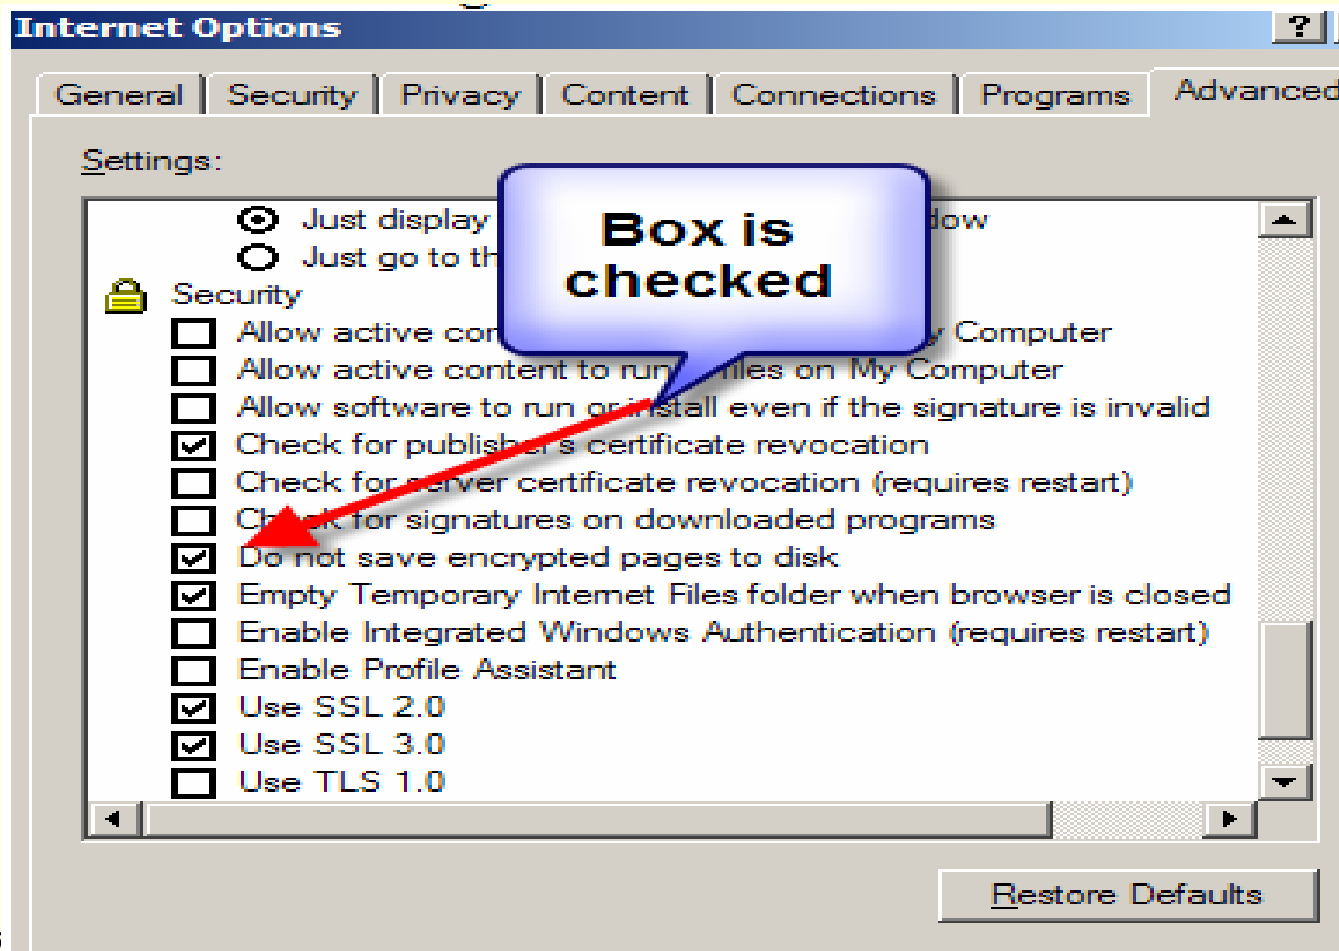 Internet Options
?
General Security Privacy Content Connections Programs Advanced
Settings:
Box is
checked
Just display
Just go to th
Security
Allow active con y Computer
Allow active content to run files on My Computer
Allow software to run or install even if the signature is invalid
Check for publisher's certificate revocation
Check for server certificate revocation (requires restart)
Check for signatures on downloaded programs
Do not save encrypted pages to disk
Empty Temporary Internet Files folder when browser is closed
Enable Integrated Windows Authentication (requires restart)
Enable Profile Assistant
Use SSL 2.0
Use SSL 3.0
Use TLS 1.0
Restore Defaults